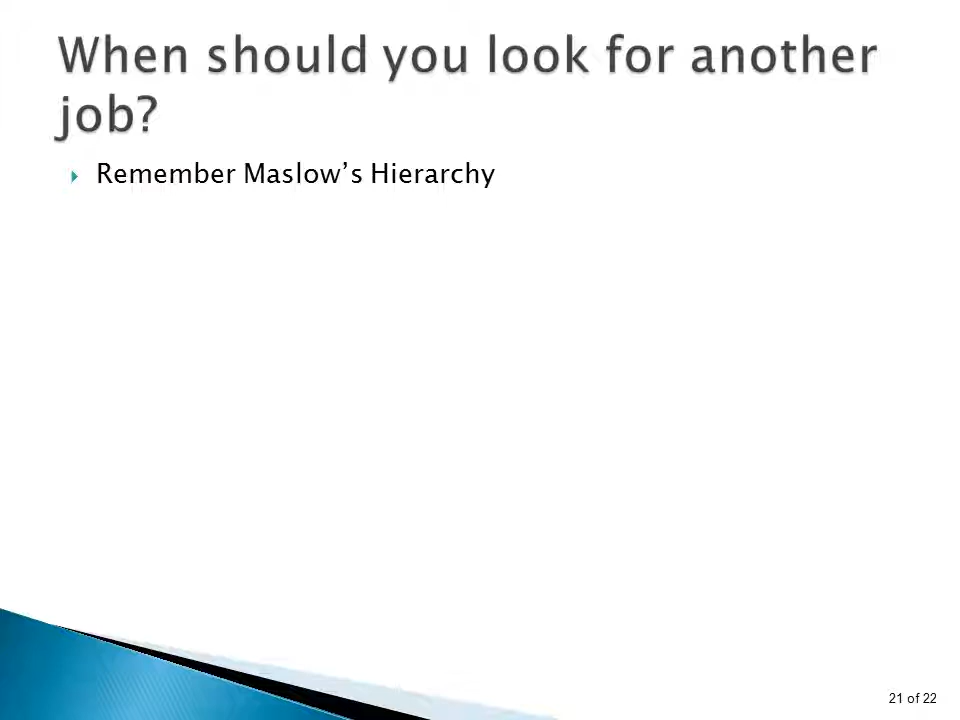 When should you look for another
job?
Remember Maslow’s Hierarchy
21 of 22